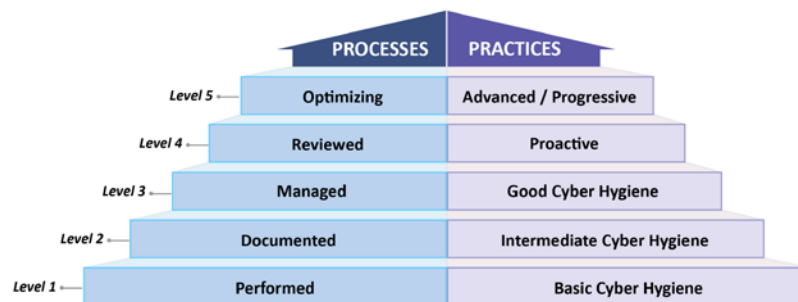 PROCESSES PRACTICES
Level 5 Optimizing Advanced / Progressive
Level 4 Reviewed Proactive
Level 3 Managed Good Cyber Hygiene
Level 2 Documented Intermediate Cyber Hygiene
Level 1 Performed Basic Cyber Hygiene